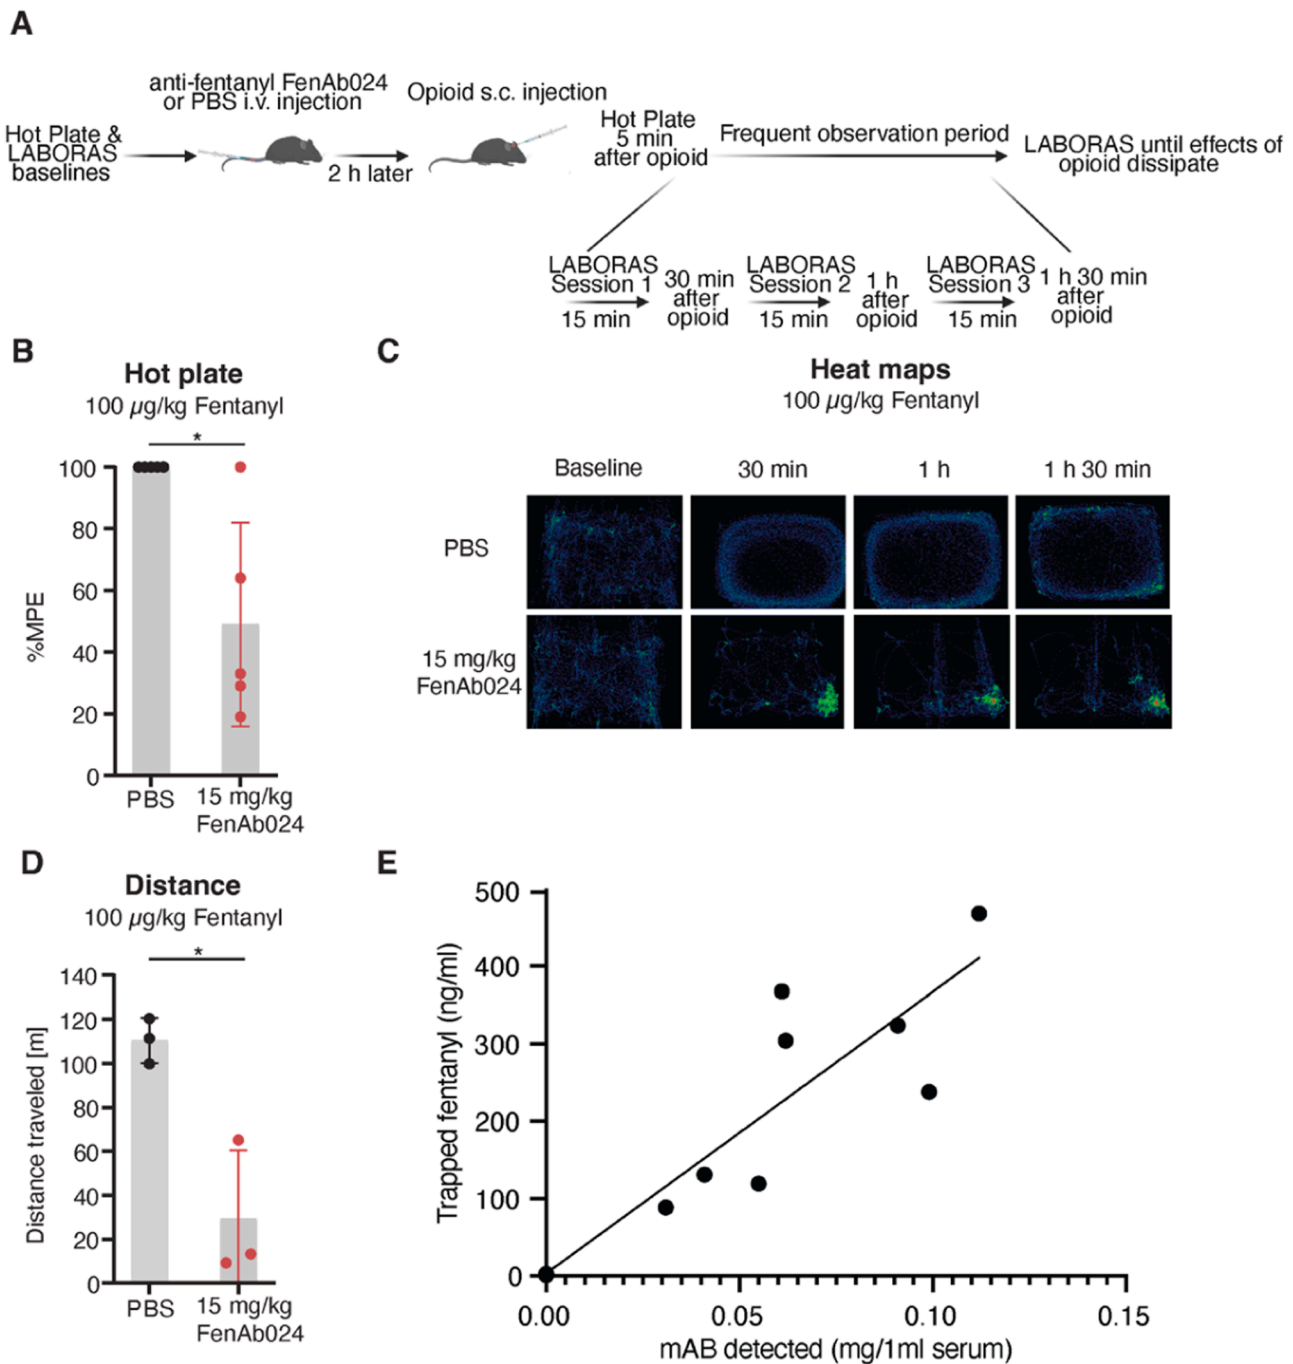 A
anti-fentanyl FenAb024
or PBS i.v. injection
Opioid s.c. injection
Hot Plate &
LABORAS
baselines
2 h later
Hot Plate
5 min
after opioid
Frequent observation period
LABORAS until effects of
opioid dissipate
LABORAS
Session 1
15 min
30 min
after
opioid
LABORAS
Session 2
15 min
1 h
after
opioid
LABORAS
Session 3
15 min
1 h 30 min
after
opioid
B
Hot plate
100 µg/kg Fentanyl
*
%MPE
100
80
60
40
20
0
PBS
15 mg/kg
FenAb024
C
Heat maps
100 µg/kg Fentanyl
Baseline
30 min
1 h
1 h 30 min
PBS
15 mg/kg
FenAb024
D
Distance
100 µg/kg Fentanyl
*
Distance traveled [m]
140
120
100
80
60
40
20
0
PBS
15 mg/kg
FenAb024
E
Trapped fentanyl (ng/ml)
500
400
300
200
100
0
0.00
0.05
0.10
0.15
mAB detected (mg/1ml serum)